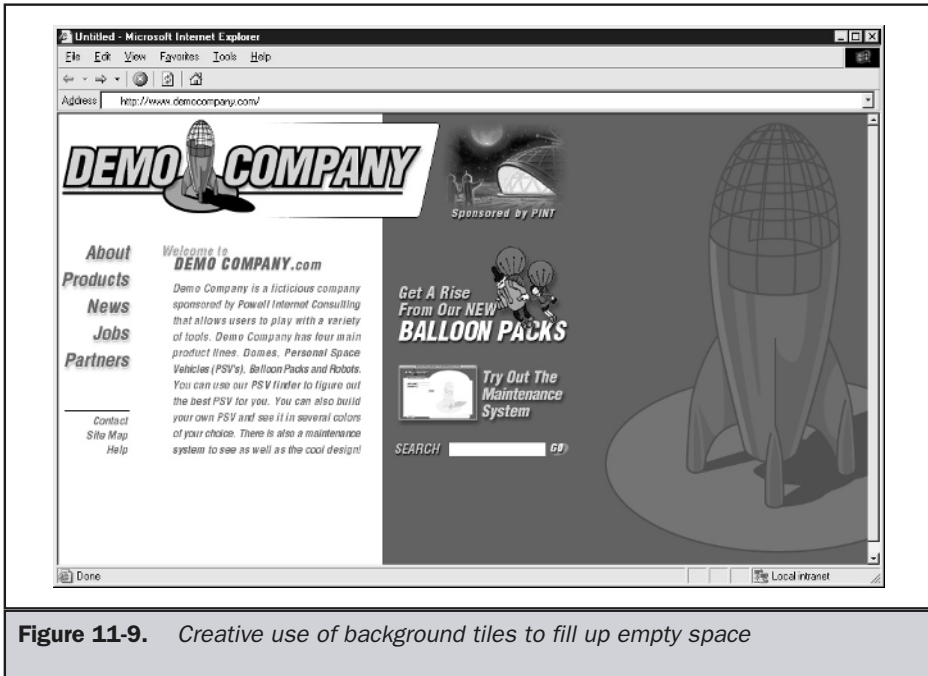 Untitled - Microsoft Internet Explorer
File Edit View Favorites Tools Help
Address http://www.democompany.com/
DEMO COMPANY
Sponsored by PINT
About
Products
News
Jobs
Partners
Contact
Site Map
Help
Welcome to
DEMO COMPANY.com
Demo Company is a ficticious company
sponsored by Powell Internet Consulting
that allows users to play with a variety
of tools. Demo Company has four main
product lines. Domes, Personal Space
Vehicles (PSV's), Balloon Packs and Robots.
You can use our PSV finder to figure out
the best PSV for you. You can also build
your own PSV and see it in several colors
of your choice. There is also a maintenance
system to see as well as the cool design!
Get A Rise
From Our NEW
BALLOON PACKS
Try Out The
Maintenance
System
SEARCH GO
Done Local intranet
Figure 11-9. Creative use of background tiles to fill up empty space